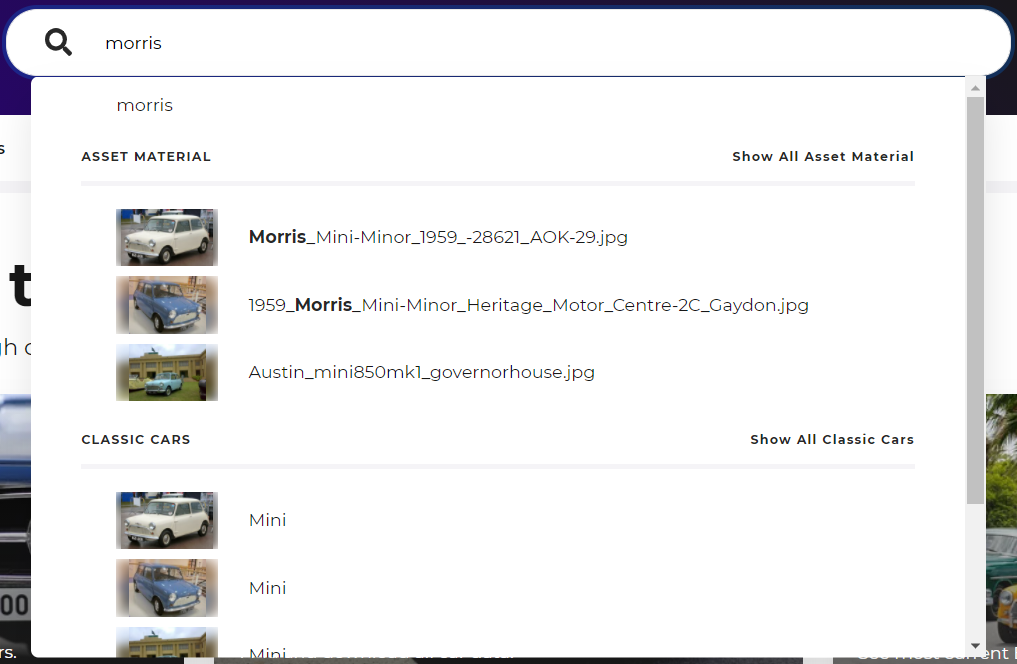 morris
morris
ASSET MATERIAL
Show All Asset Material
Morris_Mini-Minor_1959_-28621_AOK-29.jpg
1959_Morris_Mini-Minor_Heritage_Motor_Centre-2C_Gaydon.jpg
Austin_mini850mk1_governorhouse.jpg
CLASSIC CARS
Show All Classic Cars
Mini
Mini
Mini